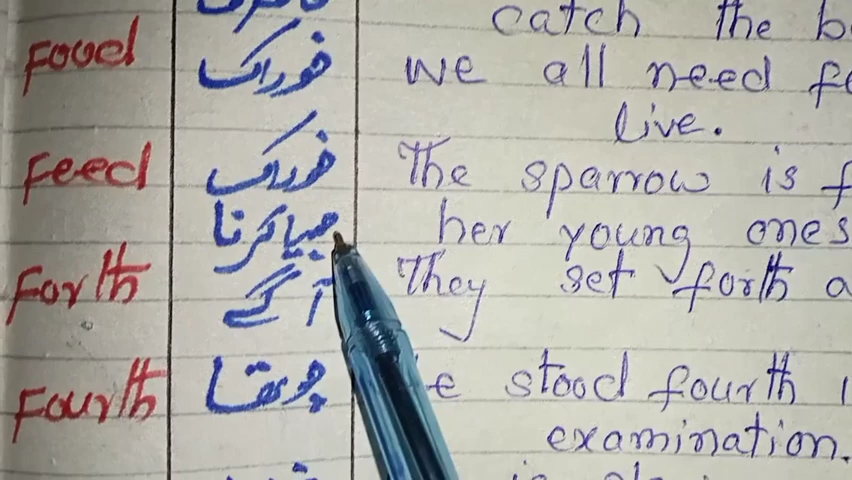 catch the
Food خوراک We all need
live.
Feed خوراک The sparrow is
مہیا کرنا her young ones
Forth آگے They set forth a
Fourth چوتھا stood fourth
examination.